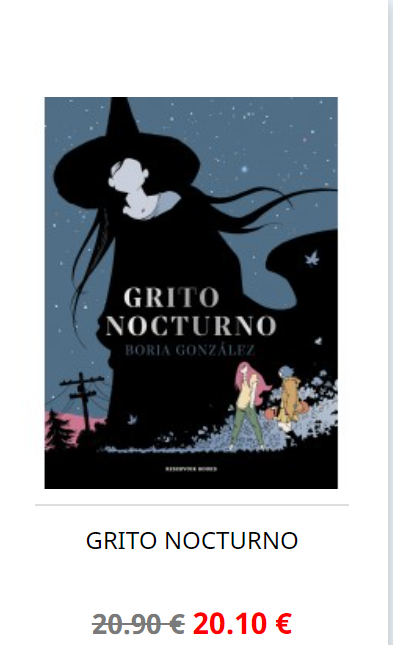 GRITO
NOCTURNO
BORJA GONZÁLEZ
RESERVOIR BOOKS
GRITO NOCTURNO
20.90 € 20.10 €